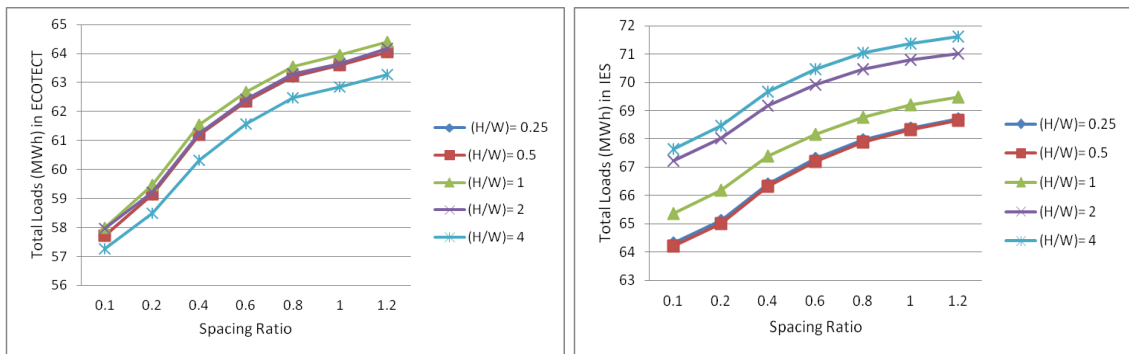 Total Loads (MWh) in ECOTECT
65
64
63
62
61
60
59
58
57
56
0.1 0.2 0.4 0.6 0.8 1 1.2
Spacing Ratio
(H/W)= 0.25
(H/W)= 0.5
(H/W)= 1
(H/W)= 2
(H/W)= 4
Total Loads (MWh) in IES
72
71
70
69
68
67
66
65
64
63
0.1 0.2 0.4 0.6 0.8 1 1.2
Spacing Ratio
(H/W)= 0.25
(H/W)= 0.5
(H/W)= 1
(H/W)= 2
(H/W)= 4